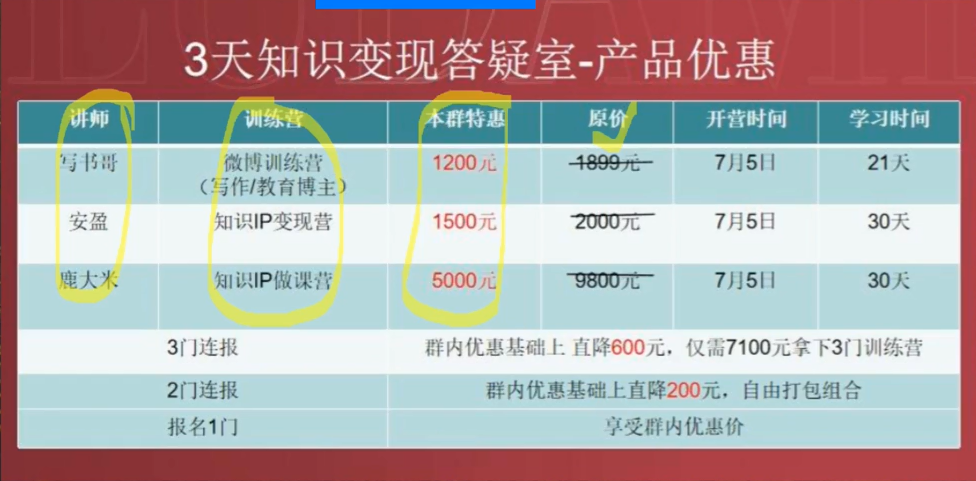 3天知识变现答疑室-产品优惠
讲师 训练营 本群特惠 原价 开营时间 学习时间
写书哥 微博训练营 1200元 1899元 7月5日 21天
（写作/教育博主）
安盈 知识IP变现营 1500元 2000元 7月5日 30天
鹿大米 知识IP做课营 5000元 9800元 7月5日 30天
3门连报 群内优惠基础上 直降600元，仅需7100元拿下3门训练营
2门连报 群内优惠基础上直降200元，自由打包组合
报名1门 享受群内优惠价